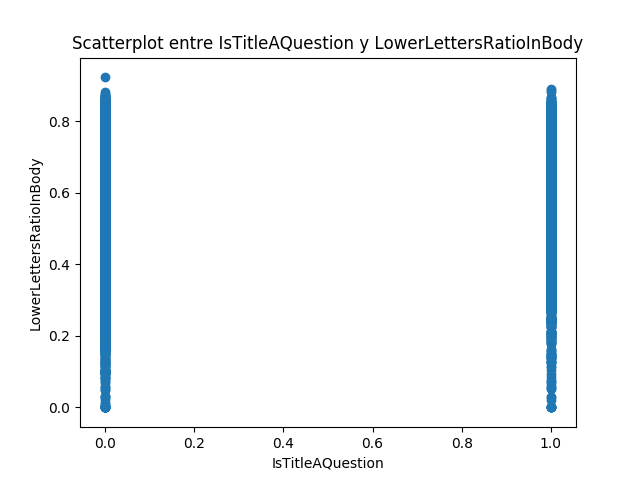 Scatterplot entre IsTitleAQuestion y LowerLettersRatioInBody
LowerLettersRatioInBody
0.8
0.6
0.4
0.2
0.0
0.0 0.2 0.4 0.6 0.8 1.0
IsTitleAQuestion